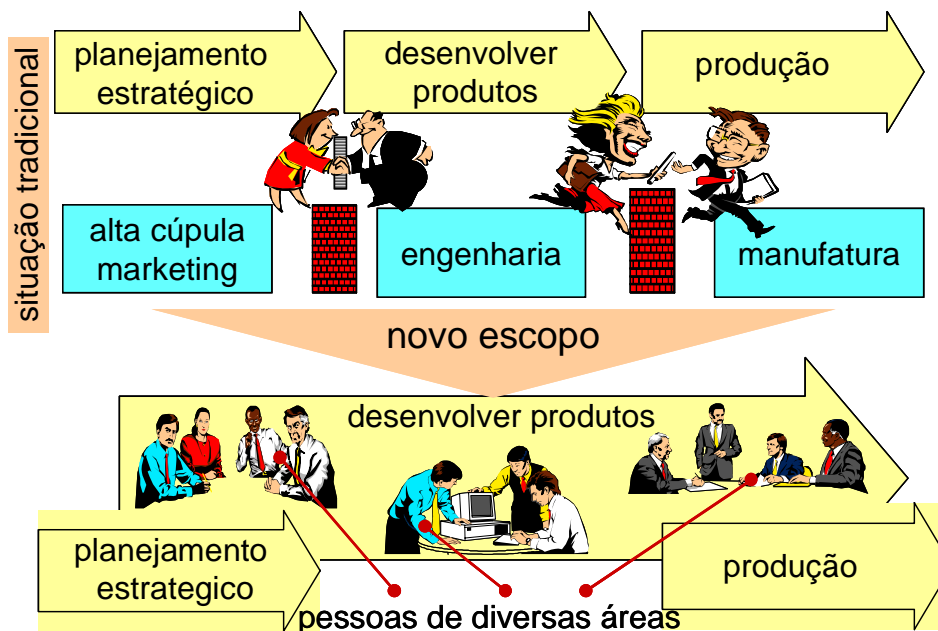 situação tradicional
planejamento
estratégico
desenvolver
produtos
produção
alta cúpula
marketing
engenharia
manufatura
novo escopo
desenvolver produtos
planejamento
estrategico
produção
pessoas de diversas áreas